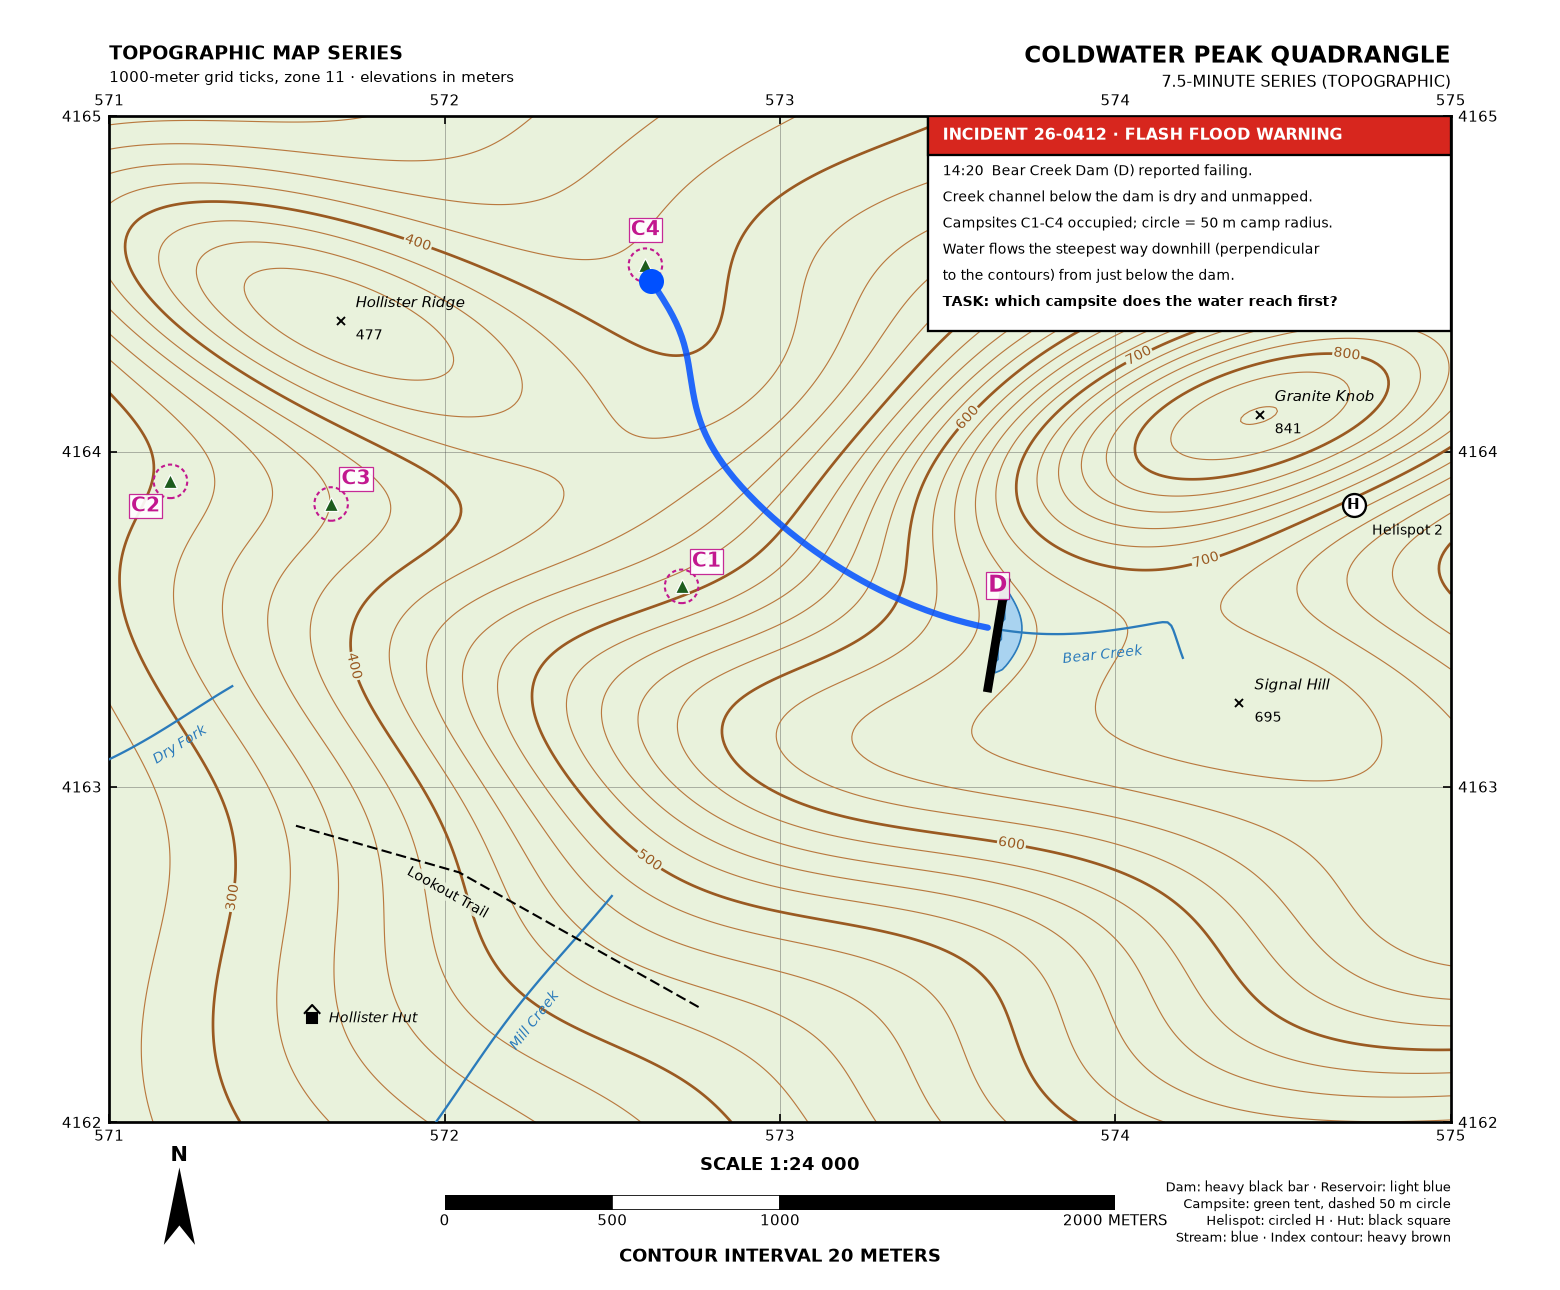 TOPOGRAPHIC MAP SERIES
1000-meter grid ticks, zone 11 · elevations in meters
COLDWATER PEAK QUADRANGLE
7.5-MINUTE SERIES (TOPOGRAPHIC)
571
572
573
574
575
4165
4165
INCIDENT 26-0412 · FLASH FLOOD WARNING
14:20 Bear Creek Dam (D) reported failing.
Creek channel below the dam is dry and unmapped.
Campsites C1-C4 occupied; circle = 50 m camp radius.
Water flows the steepest way downhill (perpendicular
to the contours) from just below the dam.
TASK: which campsite does the water reach first?
C4
400
Hollister Ridge
477
700
800
600
Granite Knob
841
4164
4164
C2
C3
H
Helispot 2
C1
700
D
Bear Creek
400
Signal Hill
695
Dry Fork
4163
4163
600
500
Lookout Trail
300
Hollister Hut
Mill Creek
4162
4162
571
572
573
574
575
N
SCALE 1:24 000
0
500
1000
2000 METERS
CONTOUR INTERVAL 20 METERS
Dam: heavy black bar · Reservoir: light blue
Campsite: green tent, dashed 50 m circle
Helispot: circled H · Hut: black square
Stream: blue · Index contour: heavy brown